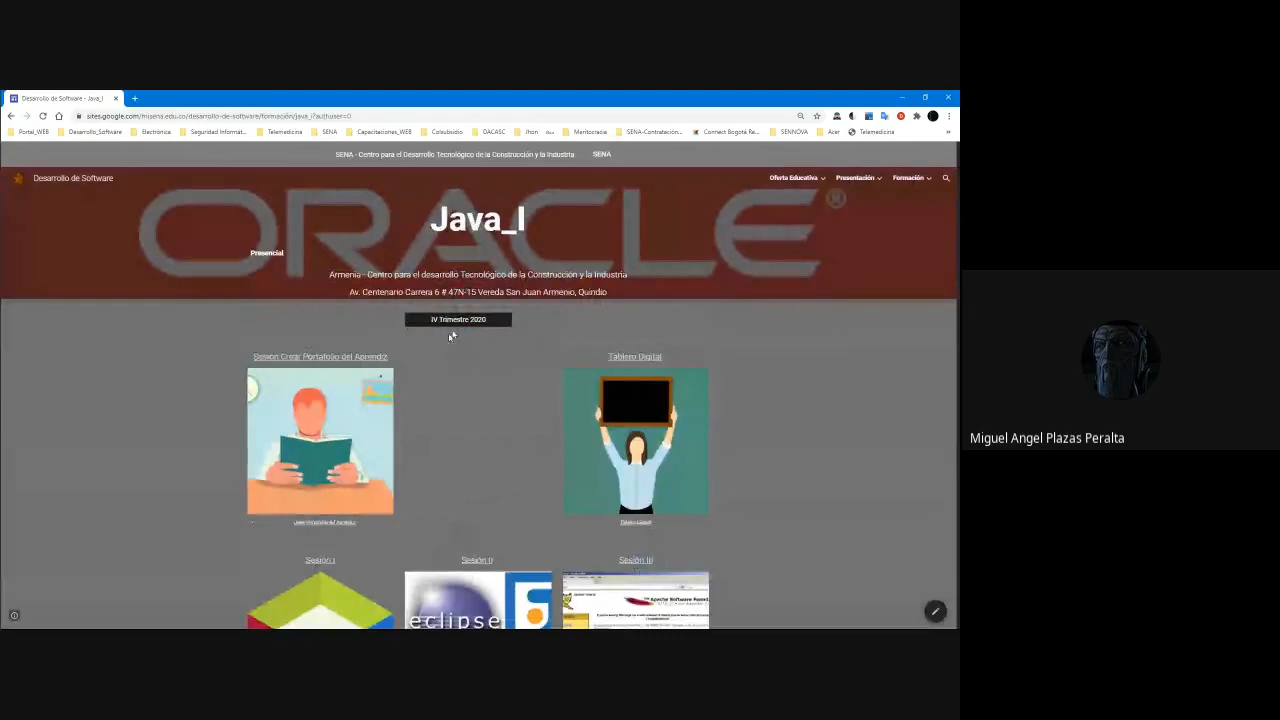 Desarrollo de Software - Java_I
sites.google.com/misena.edu.co/desarrollo-de-software/formación/java_i?authuser=0
Portal_WEB Desarrollo_Software Electrónica Seguridad Informat... Telemedicina SENA Capacitaciones_WEB Colsubsidio DACASC Jhon Meritocracia SENA-Contratación... Connect Bogotá Re... SENNOVA Acer Telemedicina »
SENA - Centro para el Desarrollo Tecnológico de la Construcción y la Industria SENA
Desarrollo de Software Oferta Educativa Presentación Formación
ORACLE
Java_I
Presencial
Armenia - Centro para el desarrollo Tecnológico de la Construcción y la Industria
Av. Centenario Carrera 6 # 47N-15 Vereda San Juan Armenio, Quindio
IV Trimestre 2020
Sesión Crear Portafolio del Aprendiz Tablero Digital
Miguel Angel Plazas Peralta
Sesión I Sesión II Sesión III
eclipse